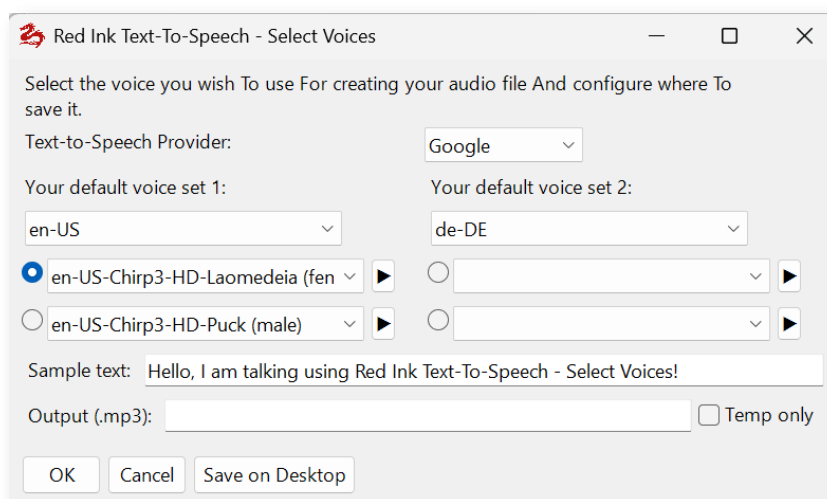 Red Ink Text-To-Speech - Select Voices
Select the voice you wish To use For creating your audio file And configure where To
save it.
Text-to-Speech Provider:
Google
Your default voice set 1:
Your default voice set 2:
en-US
de-DE
en-US-Chirp3-HD-Laomedeia (fen
en-US-Chirp3-HD-Puck (male)
Sample text: Hello, I am talking using Red Ink Text-To-Speech - Select Voices!
Output (.mp3):
Temp only
OK
Cancel
Save on Desktop